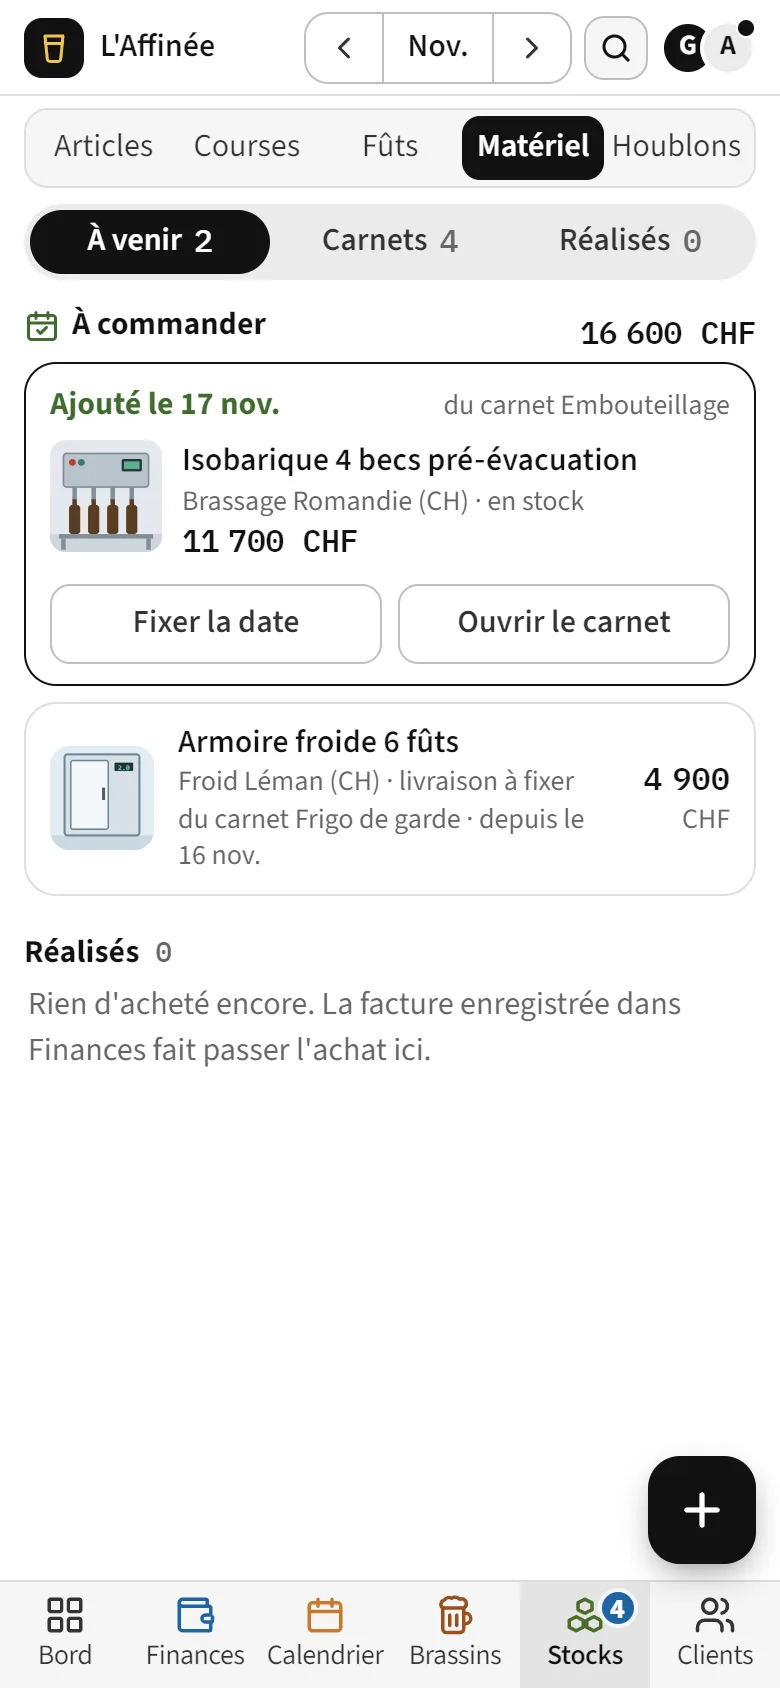 L'Affinée
Nov.
G
A
Articles
Courses
Fûts
Matériel
Houblons
À venir 2
Carnets 4
Réalisés 0
À commander
16 600 CHF
Ajouté le 17 nov.
du carnet Embouteillage
Isobarique 4 becs pré-évacuation
Brassage Romandie (CH) · en stock
11 700 CHF
Fixer la date
Ouvrir le carnet
Armoire froide 6 fûts
Froid Léman (CH) · livraison à fixer
du carnet Frigo de garde · depuis le
16 nov.
4 900
CHF
Réalisés 0
Rien d'acheté encore. La facture enregistrée dans
Finances fait passer l'achat ici.
4
Bord
Finances
Calendrier
Brassins
Stocks
Clients